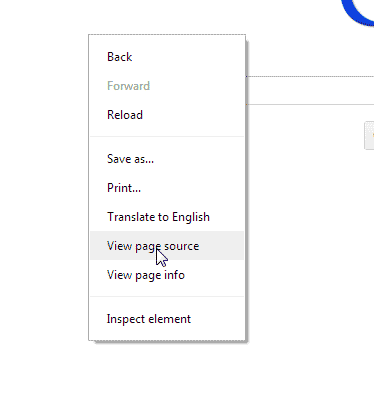 Back
Forward
Reload
Save as...
Print...
Translate to English
View page source
View page info
Inspect element